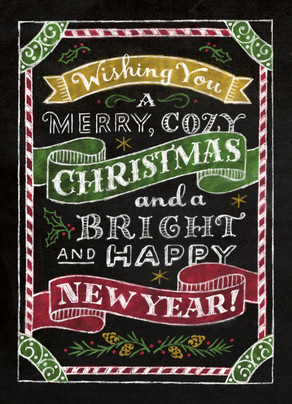 Wishing You
A
MERRY, COZY
CHRISTMAS
and a
BRIGHT
AND HAPPY
NEW YEAR!